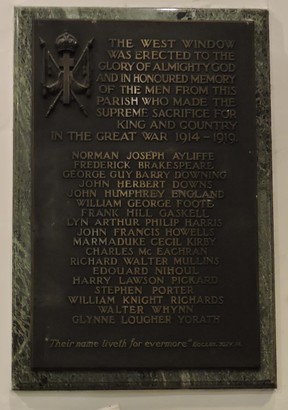 THE WEST WINDOW
WAS ERECTED TO THE
GLORY OF ALMIGHTY GOD
AND IN HONOURED MEMORY
OF THE MEN FROM THIS
PARISH WHO MADE THE
SUPREME SACRIFICE FOR
KING AND COUNTRY
IN THE GREAT WAR 1914-1919.
NORMAN JOSEPH AYLIFFE
FREDERICK BRAKESPEARE
GEORGE GUY BARRY DOWNING
JOHN HERBERT DOWNS
JOHN HUMPHREY ENGLAND
WILLIAM GEORGE FOOTE
FRANK HILL GASKELL
LYN ARTHUR PHILIP HARRIS
JOHN FRANCIS HOWELLS
MARMADUKE CECIL KIRBY
CHARLES Mc EACHRAN
RICHARD WALTER MULLINS
EDOUARD NIHOUL
HARRY LAWSON PICKARD
STEPHEN PORTER
WILLIAM KNIGHT RICHARDS
WALTER WHYNN
GLYNNE LOUGHER YORATH
"Their name liveth for evermore"